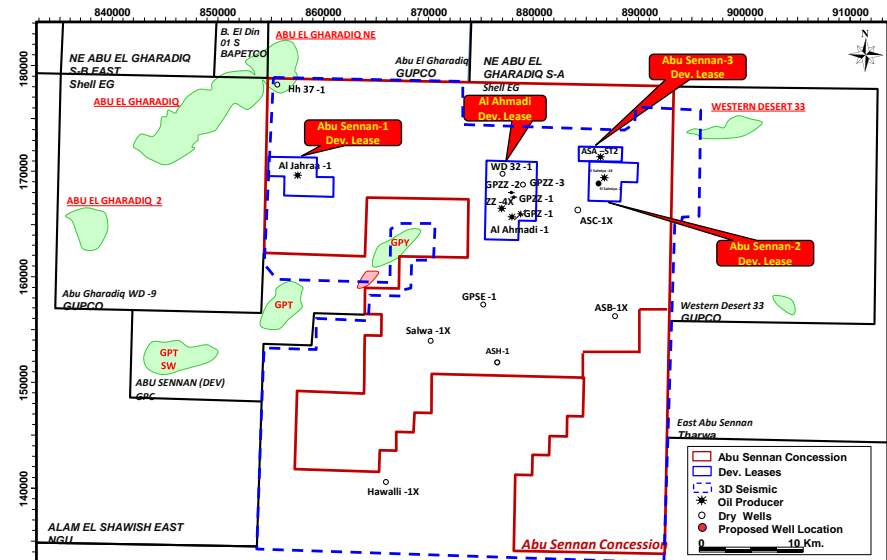 840000
850000
860000
870000
880000
890000
900000
910000
180000
170000
160000
150000
140000
B. El Din
01 S
BAPETCO
ABU EL GHARADIQ NE
NE ABU EL GHARADIQ
S-B EAST
Shell EG
Abu El Gharadiq
GUPCO
NE ABU EL
GHARADIQ S-A
Shell EG
N
Abu Sennan-3
Dev. Lease
Hh 37 -1
ABU EL GHARADIQ
Al Ahmadi
Dev. Lease
WESTERN DESERT 33
Abu Sennan-1
Dev. Lease
ASA -ST2
Al Jahraa -1
WD 32 -1
GPZZ -2
GPZZ -3
ZZ -4X
GPZZ -1
GPZ -1
Al Ahmadi -1
ASC-1X
ABU EL GHARADIQ 2
GPY
Abu Sennan-2
Dev. Lease
Abu Gharadiq WD -9
GUPCO
GPT
GPSE -1
ASB-1X
Western Desert 33
GUPCO
Salwa -1X
ASH-1
GPT
SW
ABU SENNAN (DEV)
GPC
East Abu Sennan
Tharwa
Hawalli -1X
ALAM EL SHAWISH EAST
NGU
Abu Sennan Concession
Abu Sennan Concession
Dev. Leases
3D Seismic
Oil Producer
Dry Wells
Proposed Well Location
0 10 Km.